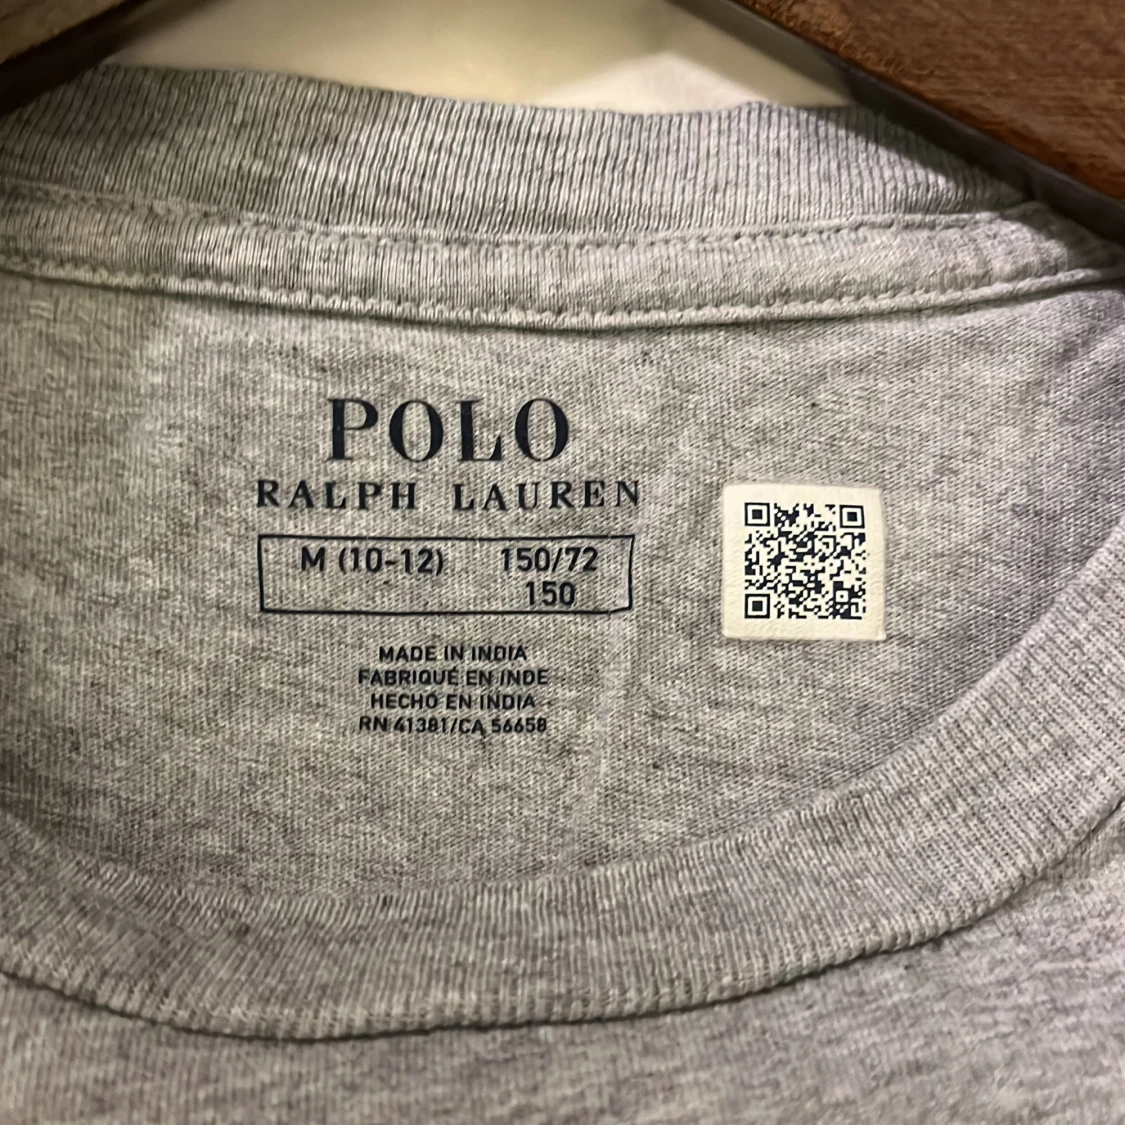 POLO
RALPH LAUREN
M (10-12) 150/72
150
MADE IN INDIA
FABRIQUÉ EN INDE
HECHO EN INDIA
RN 41381/CA 56658